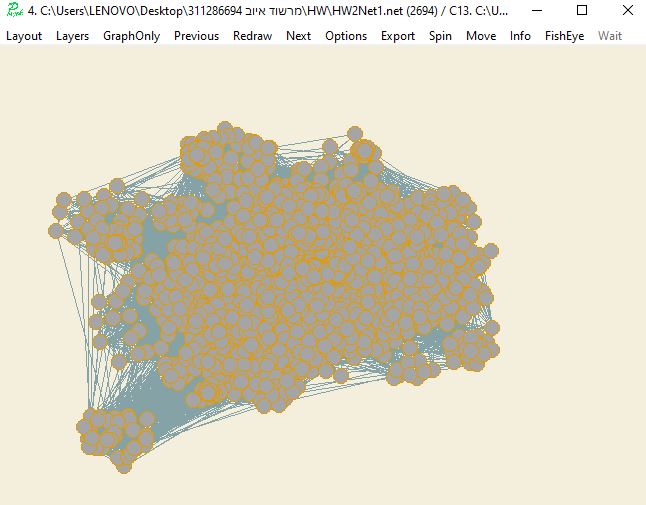 4. C:\Users\LENOVO\Desktop\311286694 מרשוד איוב\HW\HW2Net1.net (2694) / C13. C:\U...
Layout Layers GraphOnly Previous Redraw Next Options Export Spin Move Info FishEye Wait